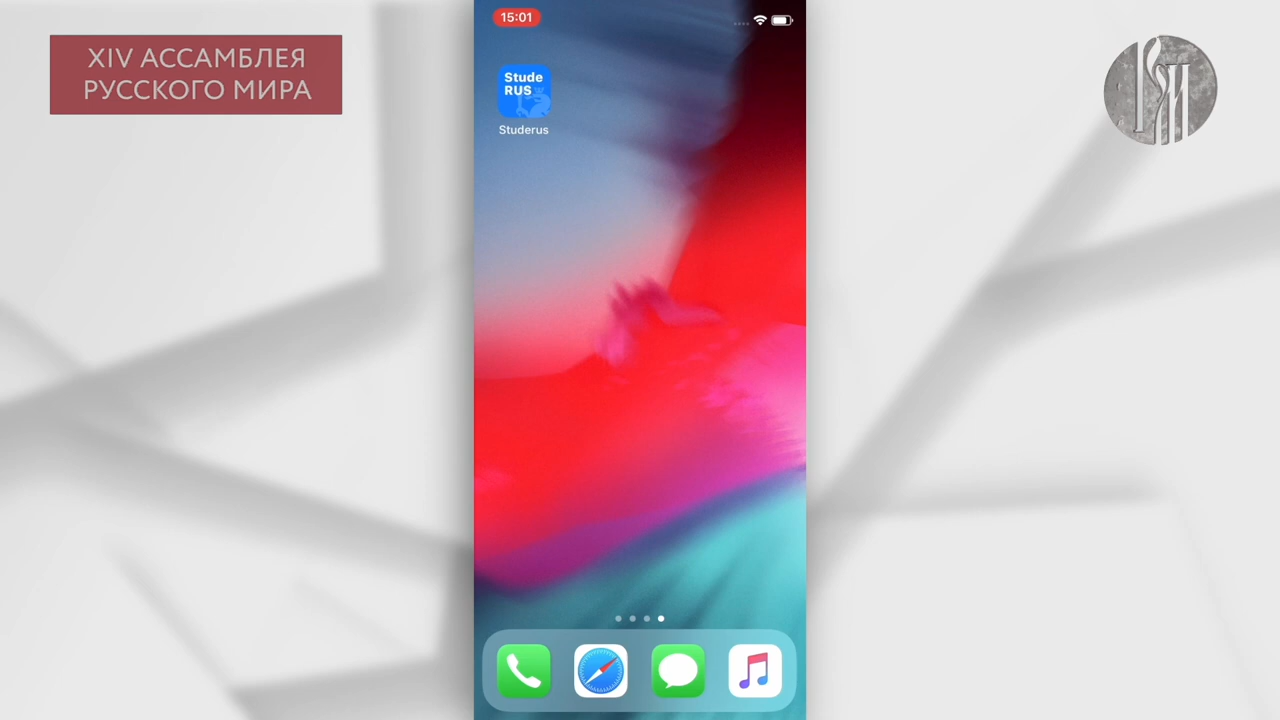 XIV АССАМБЛЕЯ
РУССКОГО МИРА
15:01
Stude
RUS
Studerus